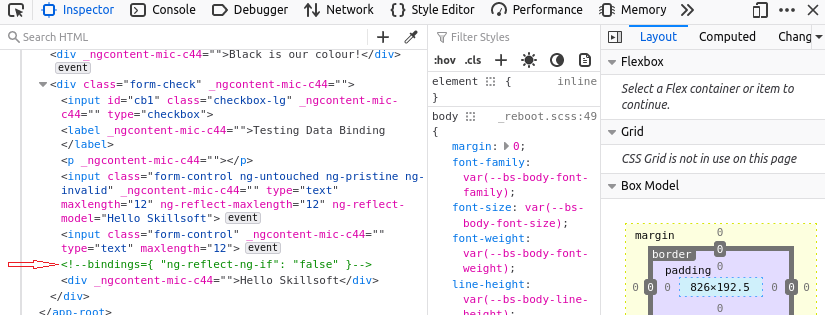 Inspector Console Debugger Network Style Editor Performance Memory
Search HTML
<div _ngcontent-mic-c44="">Black is our colour!</div>
event
<div class="form-check" _ngcontent-mic-c44="">
<input id="cb1" class="checkbox-lg" _ngcontent-mic-
c44="" type="checkbox">
<label _ngcontent-mic-c44="">Testing Data Binding
</label>
<p _ngcontent-mic-c44=""></p>
<input class="form-control ng-untouched ng-pristine ng-
invalid" _ngcontent-mic-c44="" type="text"
maxlength="12" ng-reflect-maxlength="12" ng-reflect-
model="Hello Skillsoft"> event
<input class="form-control" _ngcontent-mic-c44=""
type="text" maxlength="12"> event
<!--bindings={ "ng-reflect-ng-if": "false" }-->
<div _ngcontent-mic-c44="">Hello Skillsoft</div>
</div>
</app-root>
Filter Styles
:hov .cls
element { inline
}
body _reboot.scss:49
{
margin: 0;
font-family:
var(--bs-body-font-
family);
font-size: var(--bs-
body-font-size);
font-weight:
var(--bs-body-font-
weight);
line-height:
var(--bs-body-line-
height);
Layout Computed Chang
Flexbox
Select a Flex container or item to
continue.
Grid
CSS Grid is not in use on this page
Box Model
margin 0
border 0
padding 0
0 0 0 826×192.5 0 0 0